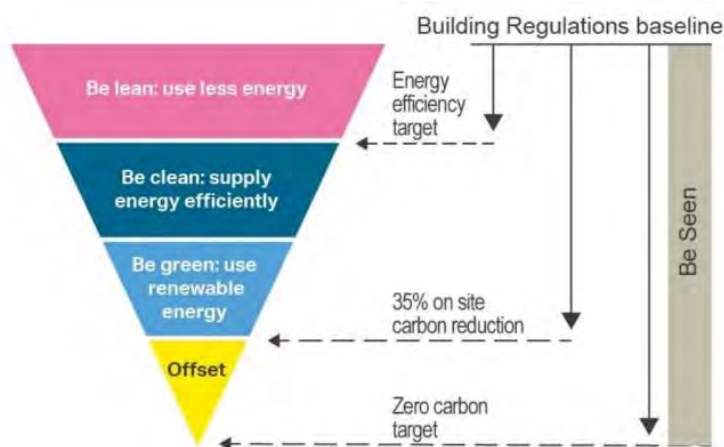 Building Regulations baseline
Be lean: use less energy
Energy
efficiency
target
Be clean: supply
energy efficiently
Be green: use
renewable
energy
35% on site
carbon reduction
Offset
Zero carbon
target
Be Seen